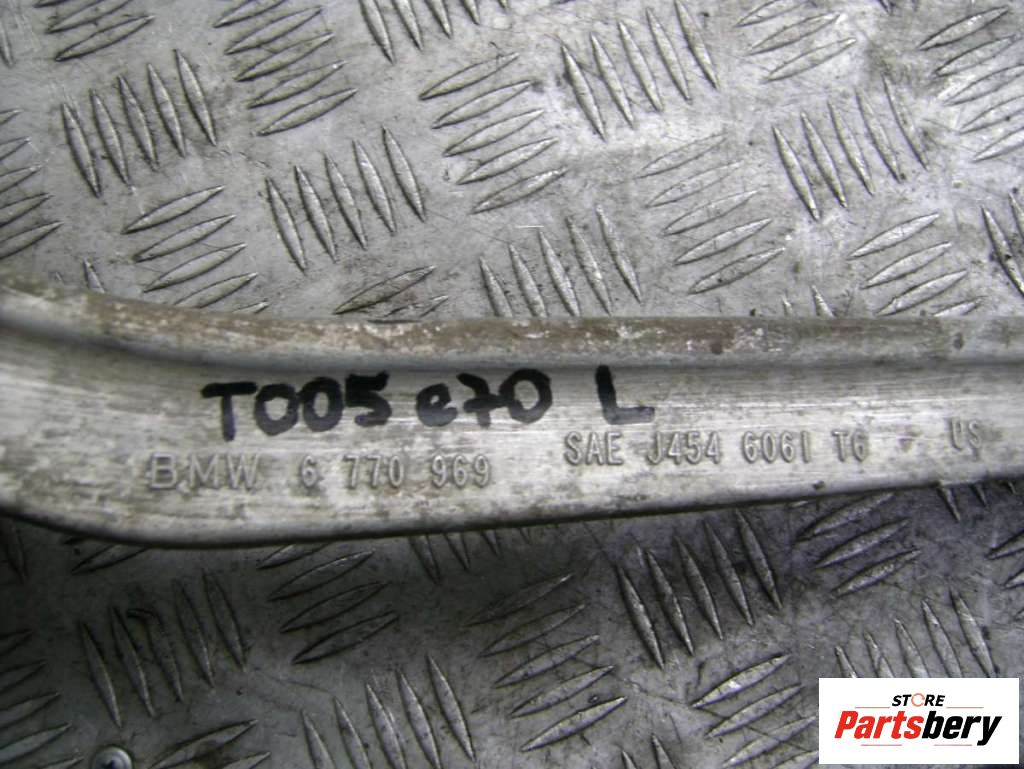 T005 e70 L
BMW 6 770 969 SAE J454 6061 T6 US
STORE
Partsbery